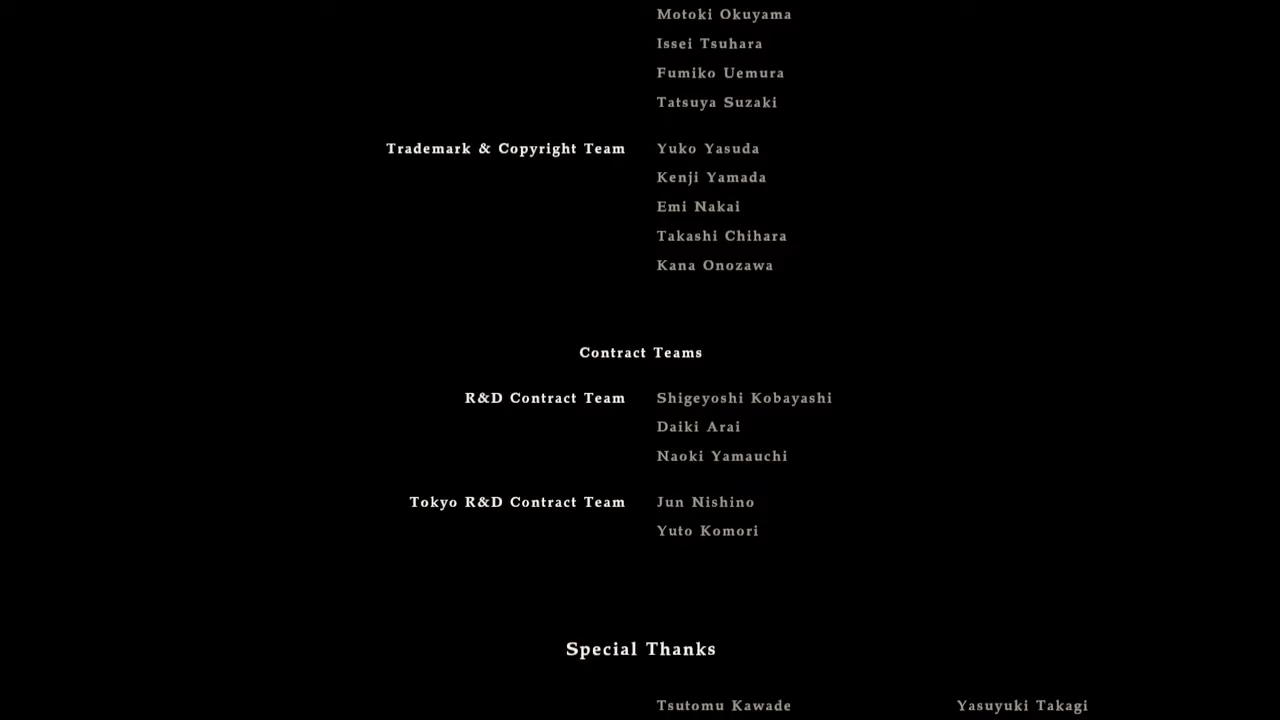 Motoki Okuyama
Issei Tsuhara
Fumiko Uemura
Tatsuya Suzaki
Trademark & Copyright Team Yuko Yasuda
Kenji Yamada
Emi Nakai
Takashi Chihara
Kana Onozawa
Contract Teams
R&D Contract Team Shigeyoshi Kobayashi
Daiki Arai
Naoki Yamauchi
Tokyo R&D Contract Team Jun Nishino
Yuto Komori
Special Thanks
Tsutomu Kawade Yasuyuki Takagi